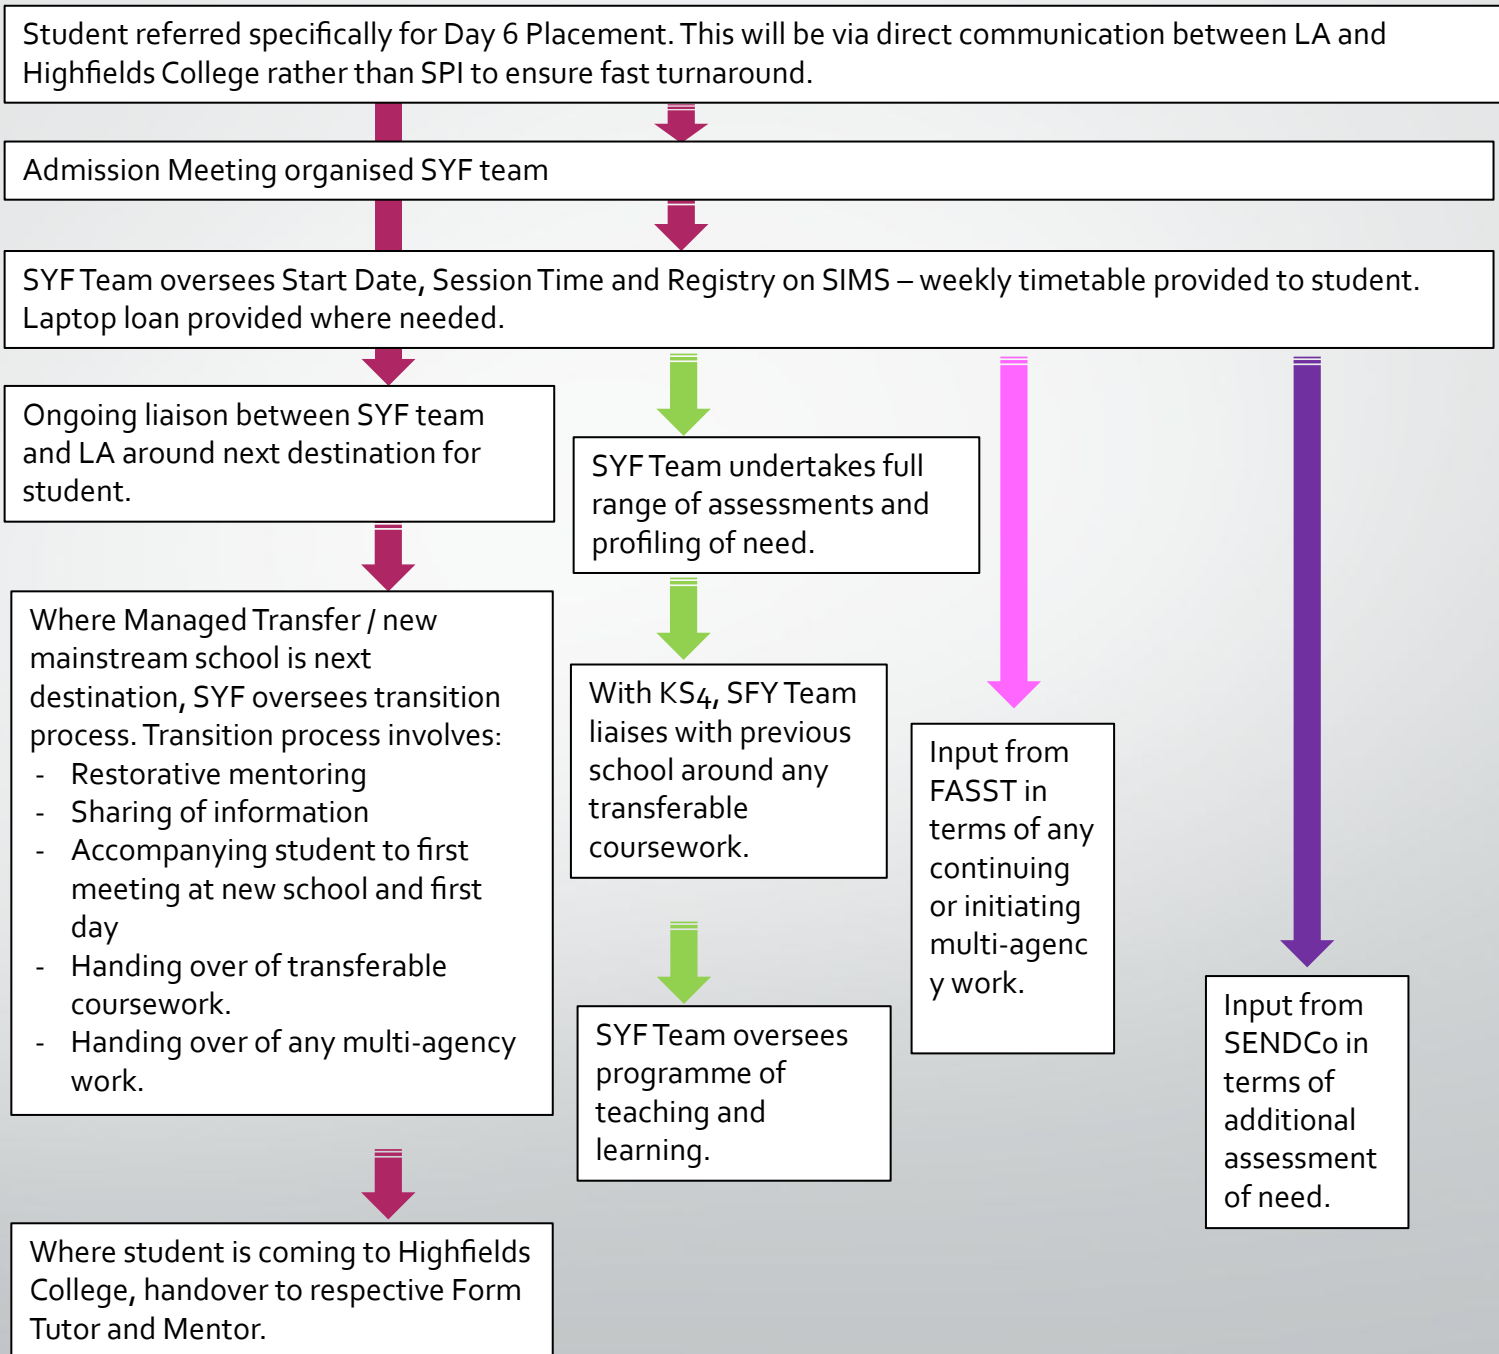 Student referred specifically for Day 6 Placement. This will be via direct communication between LA and
Highfields College rather than SPI to ensure fast turnaround.
Admission Meeting organised SYF team
SYF Team oversees Start Date, Session Time and Registry on SIMS – weekly timetable provided to student.
Laptop loan provided where needed.
Ongoing liaison between SYF team
and LA around next destination for
student.
Where Managed Transfer / new
mainstream school is next
destination, SYF oversees transition
process. Transition process involves:
- Restorative mentoring
- Sharing of information
- Accompanying student to first
meeting at new school and first
day
- Handing over of transferable
coursework.
- Handing over of any multi-agency
work.
Where student is coming to Highfields
College, handover to respective Form
Tutor and Mentor.
SYF Team undertakes full
range of assessments and
profiling of need.
With KS4, SFY Team
liaises with previous
school around any
transferable
coursework.
SYF Team oversees
programme of
teaching and
learning.
Input from
FASST in
terms of any
continuing
or initiating
multi-agenc
y work.
Input from
SENDCo in
terms of
additional
assessment
of need.